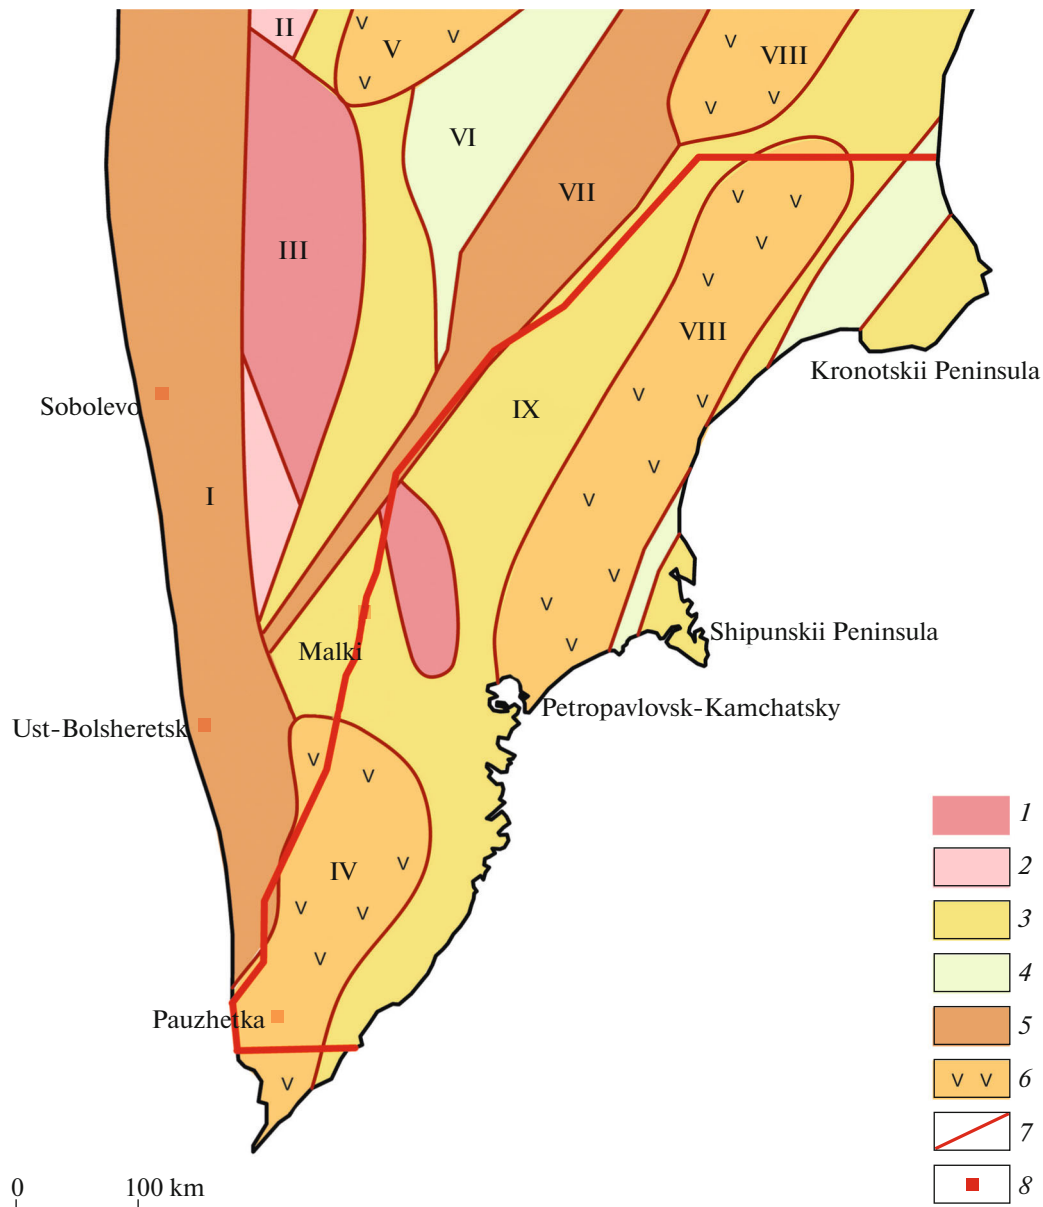 II
V
V
V
V
VIII
V
V
V
VI
VII
III
V
V
V
V
VIII
Kronotskii Peninsula
Sobolevo
IX
V
V
I
V
V
V
V
V
Shipunskii Peninsula
Malki
Petropavlovsk-Kamchatsky
Ust-Bolsheretsk
V
V
1
IV
V
2
V
V
3
V
4
Pauzhetka
5
V V 6
V
7
0 100 km
8